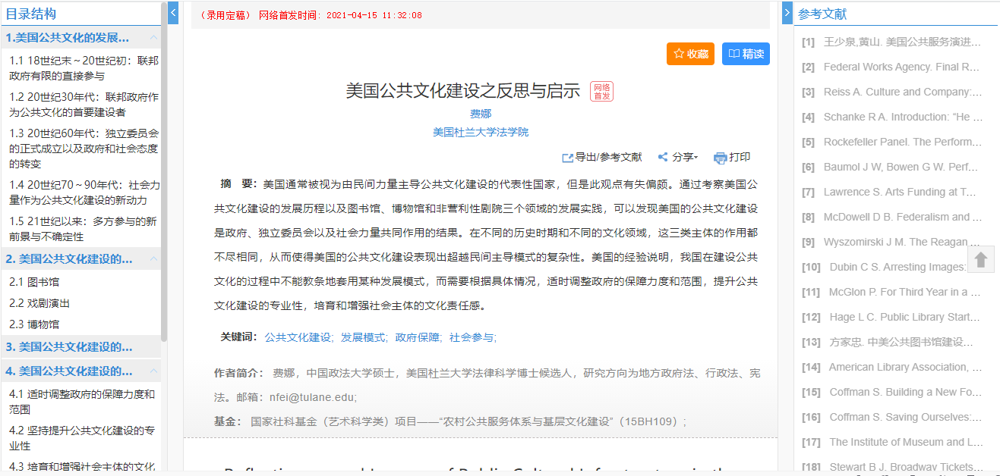 目录结构
1.美国公共文化的发展...
1.1 18世纪末～20世纪初：联邦
政府有限的直接参与
1.2 20世纪30年代：联邦政府作
为公共文化的首要建设者
1.3 20世纪60年代：独立委员会
的正式成立以及政府和社会态度
的转变
1.4 20世纪70～90年代：社会力
量作为公共文化建设的新动力
1.5 21世纪以来：多方参与的新
前景与不确定性
2. 美国公共文化建设的...
2.1 图书馆
2.2 戏剧演出
2.3 博物馆
3. 美国公共文化建设的...
4. 美国公共文化建设的...
4.1 适时调整政府的保障力度和
范围
4.2 坚持提升公共文化建设的专
业性
4.3 培育和增强社会主体的文化
（录用定稿） 网络首发时间：2021-04-15 11:32:08
收藏 精读
美国公共文化建设之反思与启示 网络首发
费娜
美国杜兰大学法学院
导出/参考文献 分享 打印
摘 要：美国通常被视为由民间力量主导公共文化建设的代表性国家，但是此观点有失偏颇。通过考察美国公
共文化建设的发展历程以及图书馆、博物馆和非营利性剧院三个领域的发展实践，可以发现美国的公共文化建设
是政府、独立委员会以及社会力量共同作用的结果。在不同的历史时期和不同的文化领域，这三类主体的作用都
不尽相同，从而使得美国的公共文化建设表现出超越民间主导模式的复杂性。美国的经验说明，我国在建设公共
文化的过程中不能教条地套用某种发展模式，而需要根据具体情况，适时调整政府的保障力度和范围，提升公共
文化建设的专业性，培育和增强社会主体的文化责任感。
关键词：公共文化建设; 发展模式; 政府保障; 社会参与;
作者简介： 费娜，中国政法大学硕士，美国杜兰大学法律科学博士候选人，研究方向为地方政府法、行政法、宪
法。邮箱：nfei@tulane.edu;
基金： 国家社科基金（艺术科学类）项目——“农村公共服务体系与基层文化建设”（15BH109）;
参考文献
[1] 王少泉,黄山. 美国公共服务演进...
[2] Federal Works Agency. Final R...
[3] Reiss A. Culture and Company:...
[4] Schanke R A. Introduction: “He ...
[5] Rockefeller Panel. The Perform...
[6] Baumol J W, Bowen G W. Perf...
[7] Lawrence S. Arts Funding at T...
[8] McDowell D B. Federalism and ...
[9] Wyszomirski J M. The Reagan ...
[10] Dubin C S. Arresting Images:
[11] McGlon P. For Third Year in a ...
[12] Hage L C. Public Library Start...
[13] 方家忠. 中美公共图书馆建设...
[14] American Library Association, ...
[15] Coffman S. Building a New Fo...
[16] Coffman S. Saving Ourselves:...
[17] The Institute of Museum and L...
[18] Stewart B J. Broadway Tickets...